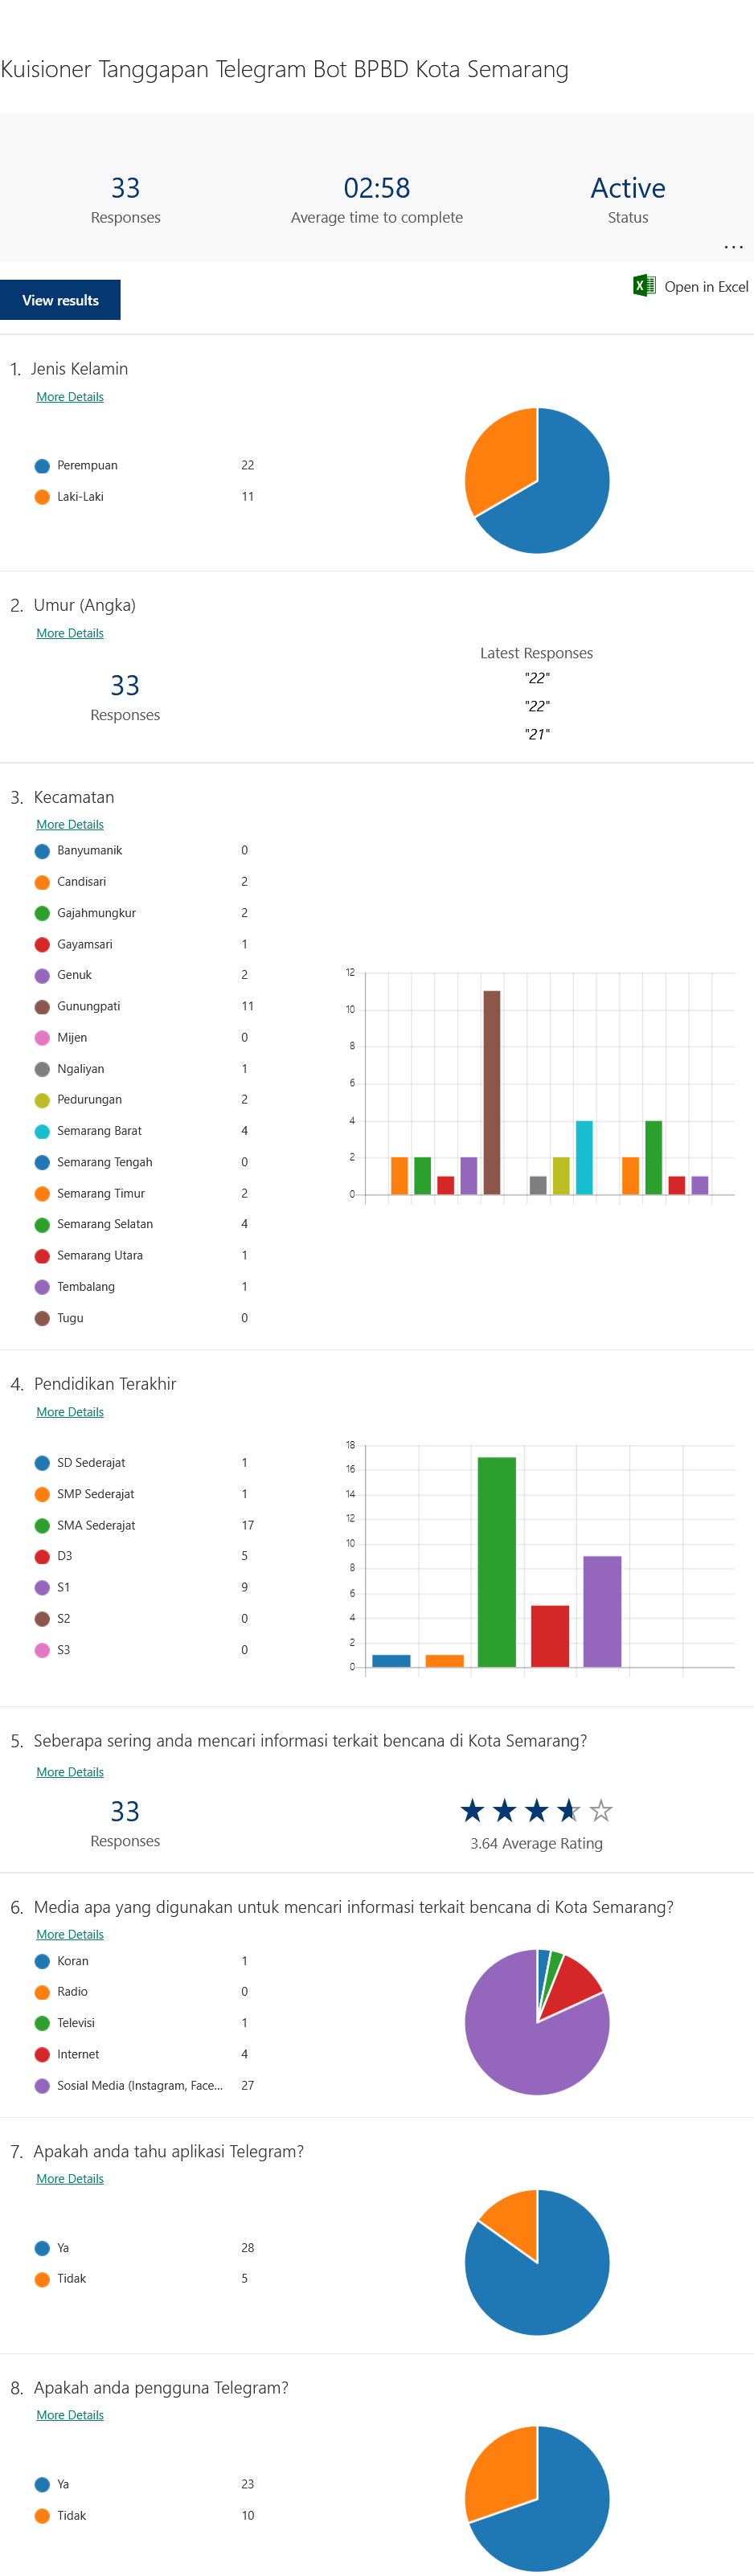 Kuisioner Tanggapan Telegram Bot BPBD Kota Semarang
33 02:58 Active
Responses Average time to complete Status
...
View results Open in Excel
1. Jenis Kelamin
More Details
Perempuan 22
Laki-Laki 11
2. Umur (Angka)
More Details
Latest Responses
33 "22"
Responses "22"
"21"
3. Kecamatan
More Details
Banyumanik 0
Candisari 2
Gajahmungkur 2
Gayamsari 1
Genuk 2
Gunungpati 11
Mijen 0
Ngaliyan 1
Pedurungan 2
Semarang Barat 4
Semarang Tengah 0
Semarang Timur 2
Semarang Selatan 4
Semarang Utara 1
Tembalang 1
Tugu 0
12
10
8
6
4
2
0
4. Pendidikan Terakhir
More Details
SD Sederajat 1
SMP Sederajat 1
SMA Sederajat 17
D3 5
S1 9
S2 0
S3 0
18
16
14
12
10
8
6
4
2
0
5. Seberapa sering anda mencari informasi terkait bencana di Kota Semarang?
More Details
33
Responses 3.64 Average Rating
6. Media apa yang digunakan untuk mencari informasi terkait bencana di Kota Semarang?
More Details
Koran 1
Radio 0
Televisi 1
Internet 4
Sosial Media (Instagram, Face... 27
7. Apakah anda tahu aplikasi Telegram?
More Details
Ya 28
Tidak 5
8. Apakah anda pengguna Telegram?
More Details
Ya 23
Tidak 10